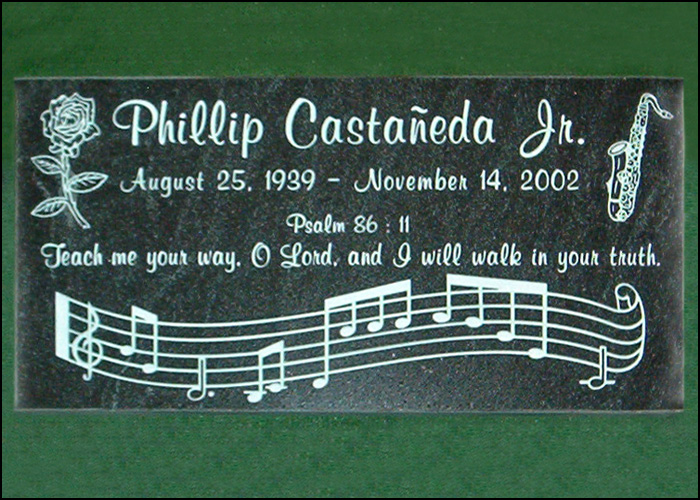 Phillip Castañeda Jr.
August 25, 1939 - November 14, 2002
Psalm 86 : 11
Teach me your way, O Lord, and I will walk in your truth.